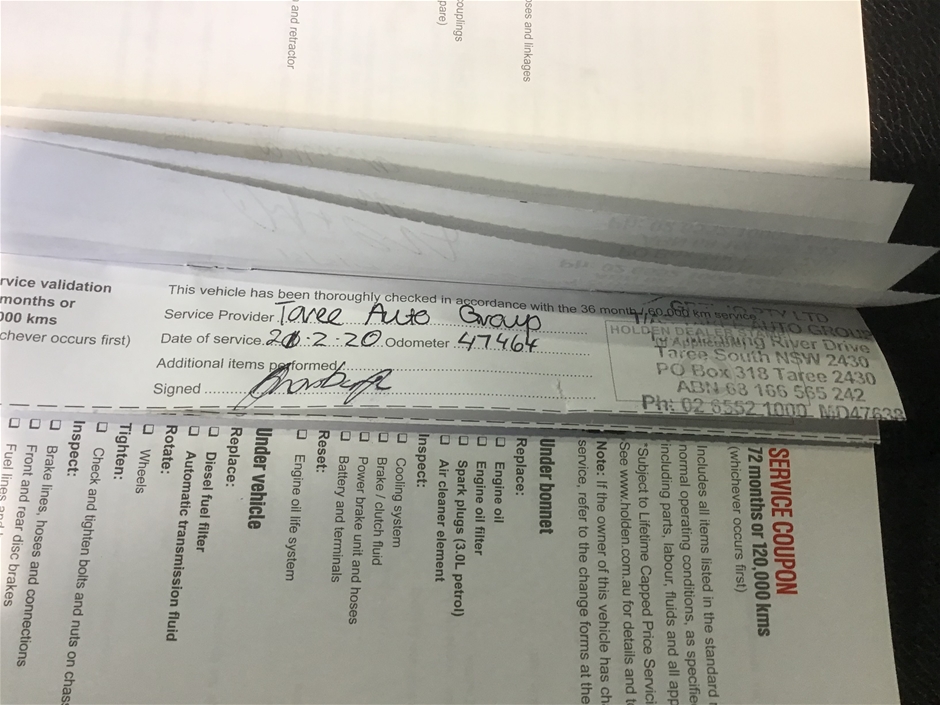 oses and linkages
ouplings
pare)
and retractor
rvice validation
months or
000 kms
chever occurs first)
This vehicle has been thoroughly checked in accordance with the 36 month/60,000 km service
Service Provider Taree Auto Group
Date of service 2 :2:20 Odometer 47464
Additional items performed
Signed
PTY LTD
AUTO GROUP
HOLDEN DEALER
River Drive
Taree South NSW 2430
PO Box 318 Taree 2430
ABN 68 166 565 242
Ph: 02 6552 1000 MD47639
SERVICE COUPON
72 months or 120,000 kms
(whichever occurs first)
Includes all items listed in the standard
normal operating conditions, as specifie
including parts, labour, fluids and all app
*Subject to Lifetime Capped Price Servici
See www.holden.com.au for details and t
Note: If the owner of this vehicle has ch
service, refer to the change forms at the
Under bonnet
Replace:
Engine oil
Engine oil filter
Spark plugs (3.0L petrol)
Air cleaner element
Inspect:
Cooling system
Brake / clutch fluid
Power brake unit and hoses
Battery and terminals
Reset:
Engine oil life system
Under vehicle
Replace:
Diesel fuel filter
Automatic transmission fluid
Rotate:
Wheels
Tighten:
Check and tighten bolts and nuts on chass
Inspect:
Brake lines, hoses and connections
Front and rear disc brakes
Fuel lines and